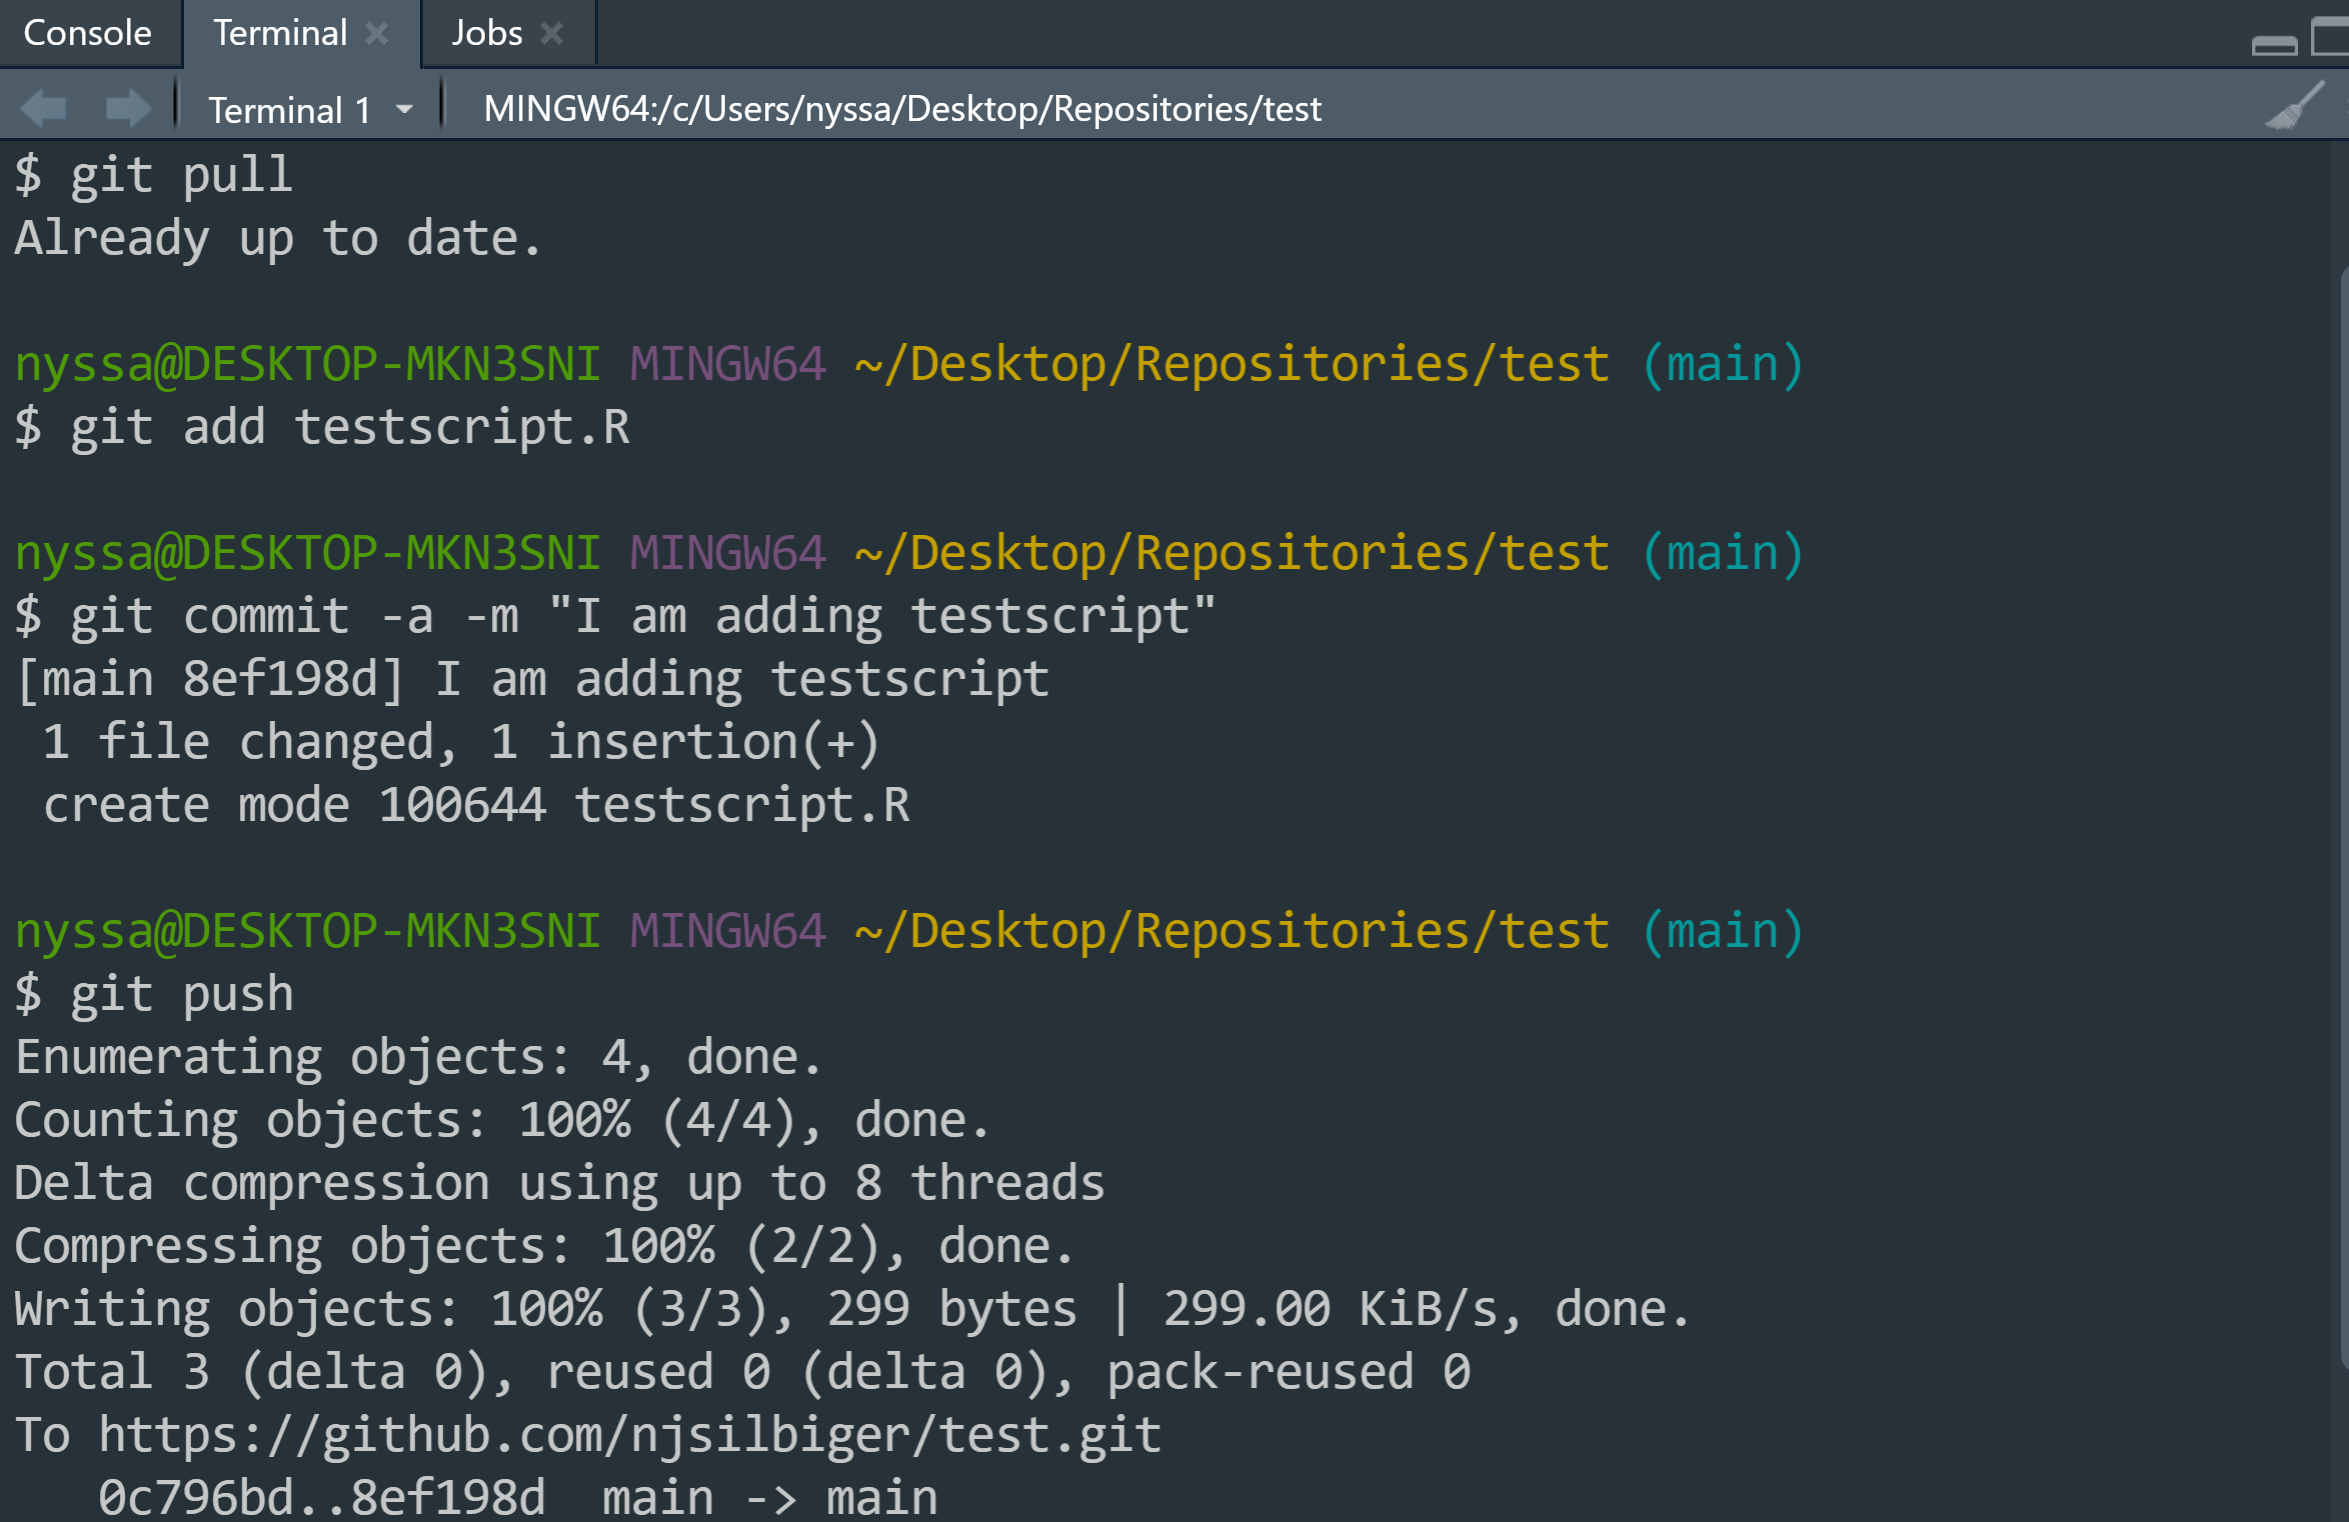 Console Terminal Jobs
Terminal 1 MINGW64:/c/Users/nyssa/Desktop/Repositories/test
$ git pull
Already up to date.
nyssa@DESKTOP-MKN3SNI MINGW64 ~/Desktop/Repositories/test (main)
$ git add testscript.R
nyssa@DESKTOP-MKN3SNI MINGW64 ~/Desktop/Repositories/test (main)
$ git commit -a -m "I am adding testscript"
[main 8ef198d] I am adding testscript
 1 file changed, 1 insertion(+)
 create mode 100644 testscript.R
nyssa@DESKTOP-MKN3SNI MINGW64 ~/Desktop/Repositories/test (main)
$ git push
Enumerating objects: 4, done.
Counting objects: 100% (4/4), done.
Delta compression using up to 8 threads
Compressing objects: 100% (2/2), done.
Writing objects: 100% (3/3), 299 bytes | 299.00 KiB/s, done.
Total 3 (delta 0), reused 0 (delta 0), pack-reused 0
To https://github.com/njsilbiger/test.git
   0c796bd..8ef198d  main -> main